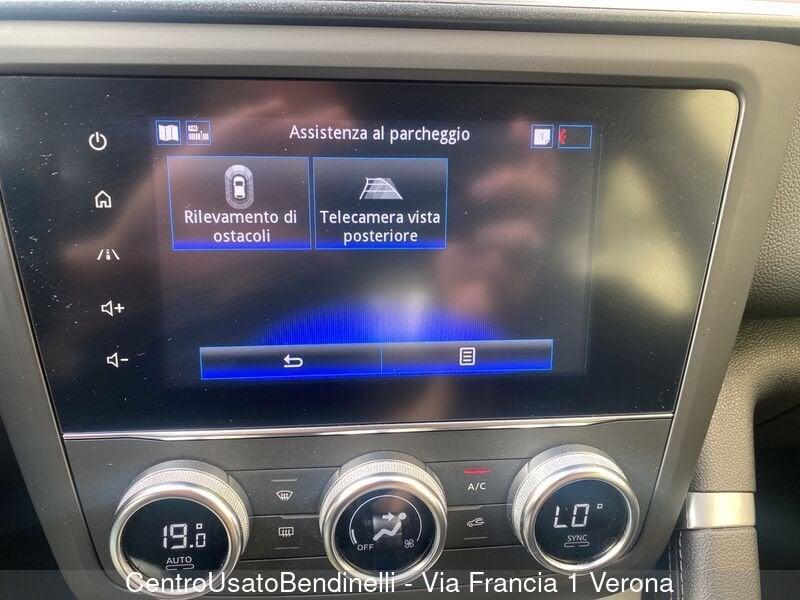 Assistenza al parcheggio
Rilevamento di
ostacoli
Telecamera vista
posteriore
A/C
19.0
AUTO
OFF
LO
SYNC
CentroUsatoBendinelli - Via Francia 1 Verona